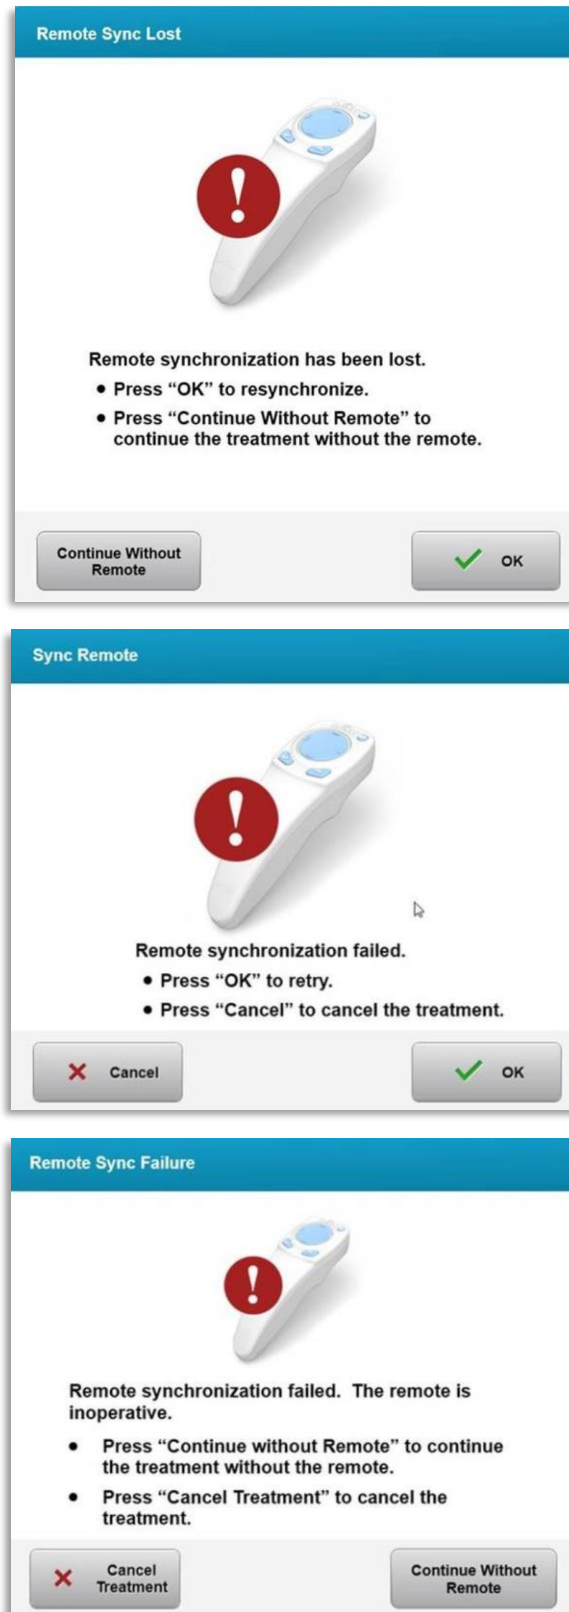 Remote Sync Lost
Remote synchronization has been lost.
• Press “OK” to resynchronize.
• Press “Continue Without Remote” to
continue the treatment without the remote.
Continue Without
Remote
OK
Sync Remote
Remote synchronization failed.
• Press “OK” to retry.
• Press “Cancel” to cancel the treatment.
Cancel
OK
Remote Sync Failure
Remote synchronization failed. The remote is
inoperative.
• Press “Continue without Remote” to continue
the treatment without the remote.
• Press “Cancel Treatment” to cancel the
treatment.
Cancel
Treatment
Continue Without
Remote